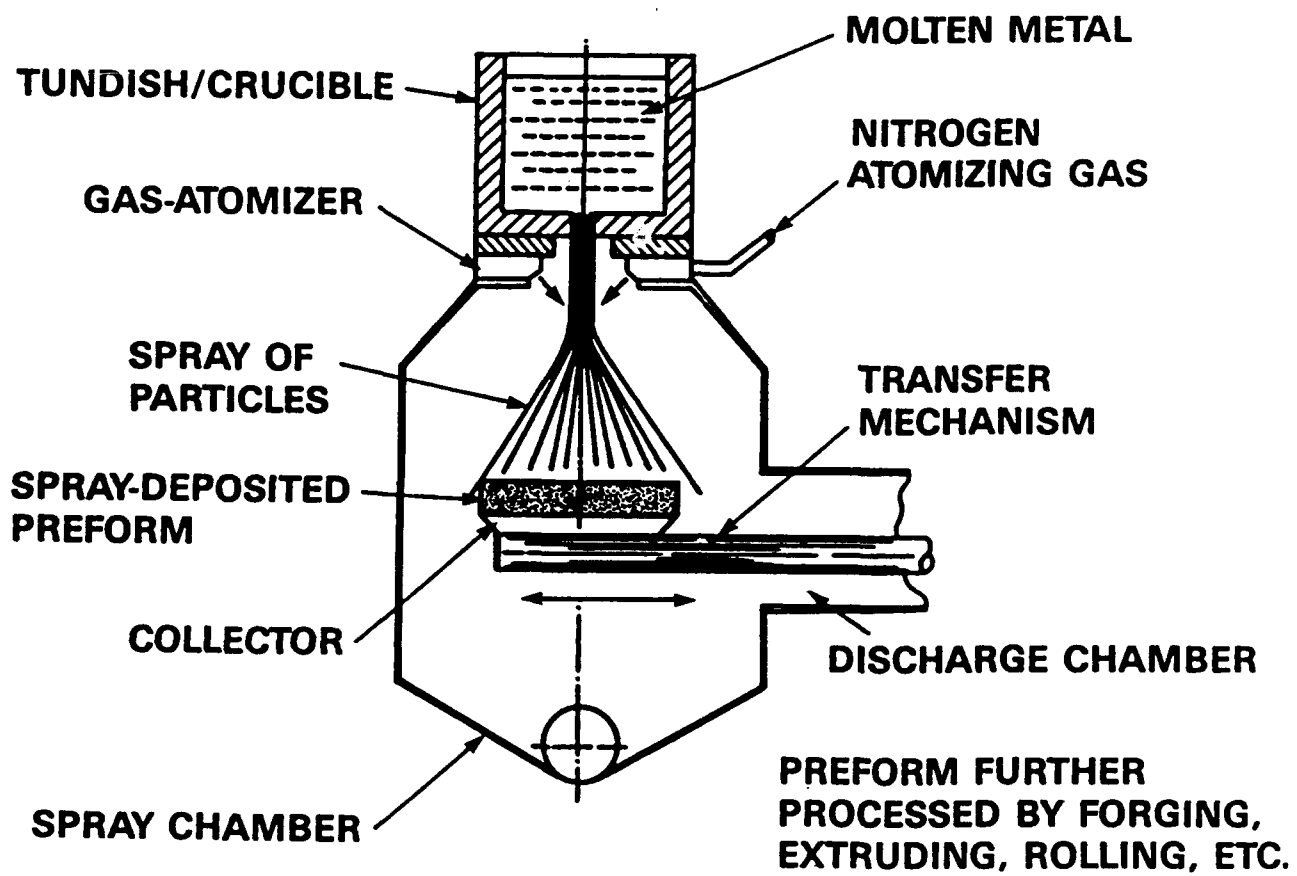 MOLTEN METAL
TUNDISH/CRUCIBLE
NITROGEN
ATOMIZING GAS
GAS-ATOMIZER
SPRAY OF
PARTICLES
TRANSFER
MECHANISM
SPRAY-DEPOSITED
PREFORM
COLLECTOR
DISCHARGE CHAMBER
SPRAY CHAMBER
PREFORM FURTHER
PROCESSED BY FORGING,
EXTRUDING, ROLLING, ETC.